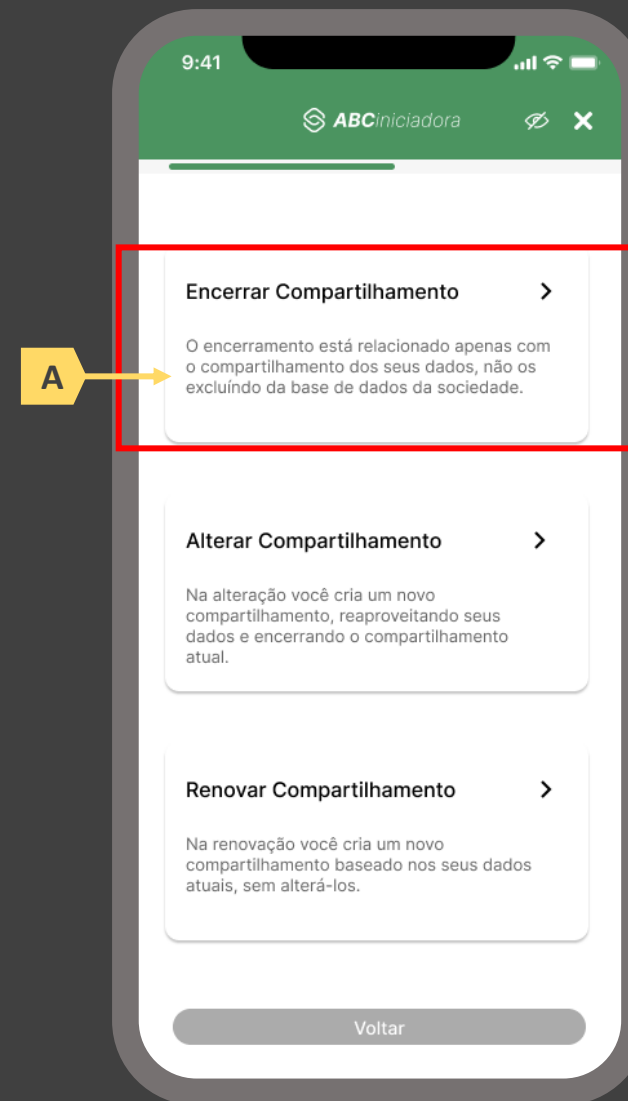 9:41
ABCiniciadora
Encerrar Compartilhamento
O encerramento está relacionado apenas com
o compartilhamento dos seus dados, não os
excluíndo da base de dados da sociedade.
A
Alterar Compartilhamento
Na alteração você cria um novo
compartilhamento, reaproveitando seus
dados e encerrando o compartilhamento
atual.
Renovar Compartilhamento
Na renovação você cria um novo
compartilhamento baseado nos seus dados
atuais, sem alterá-los.
Voltar